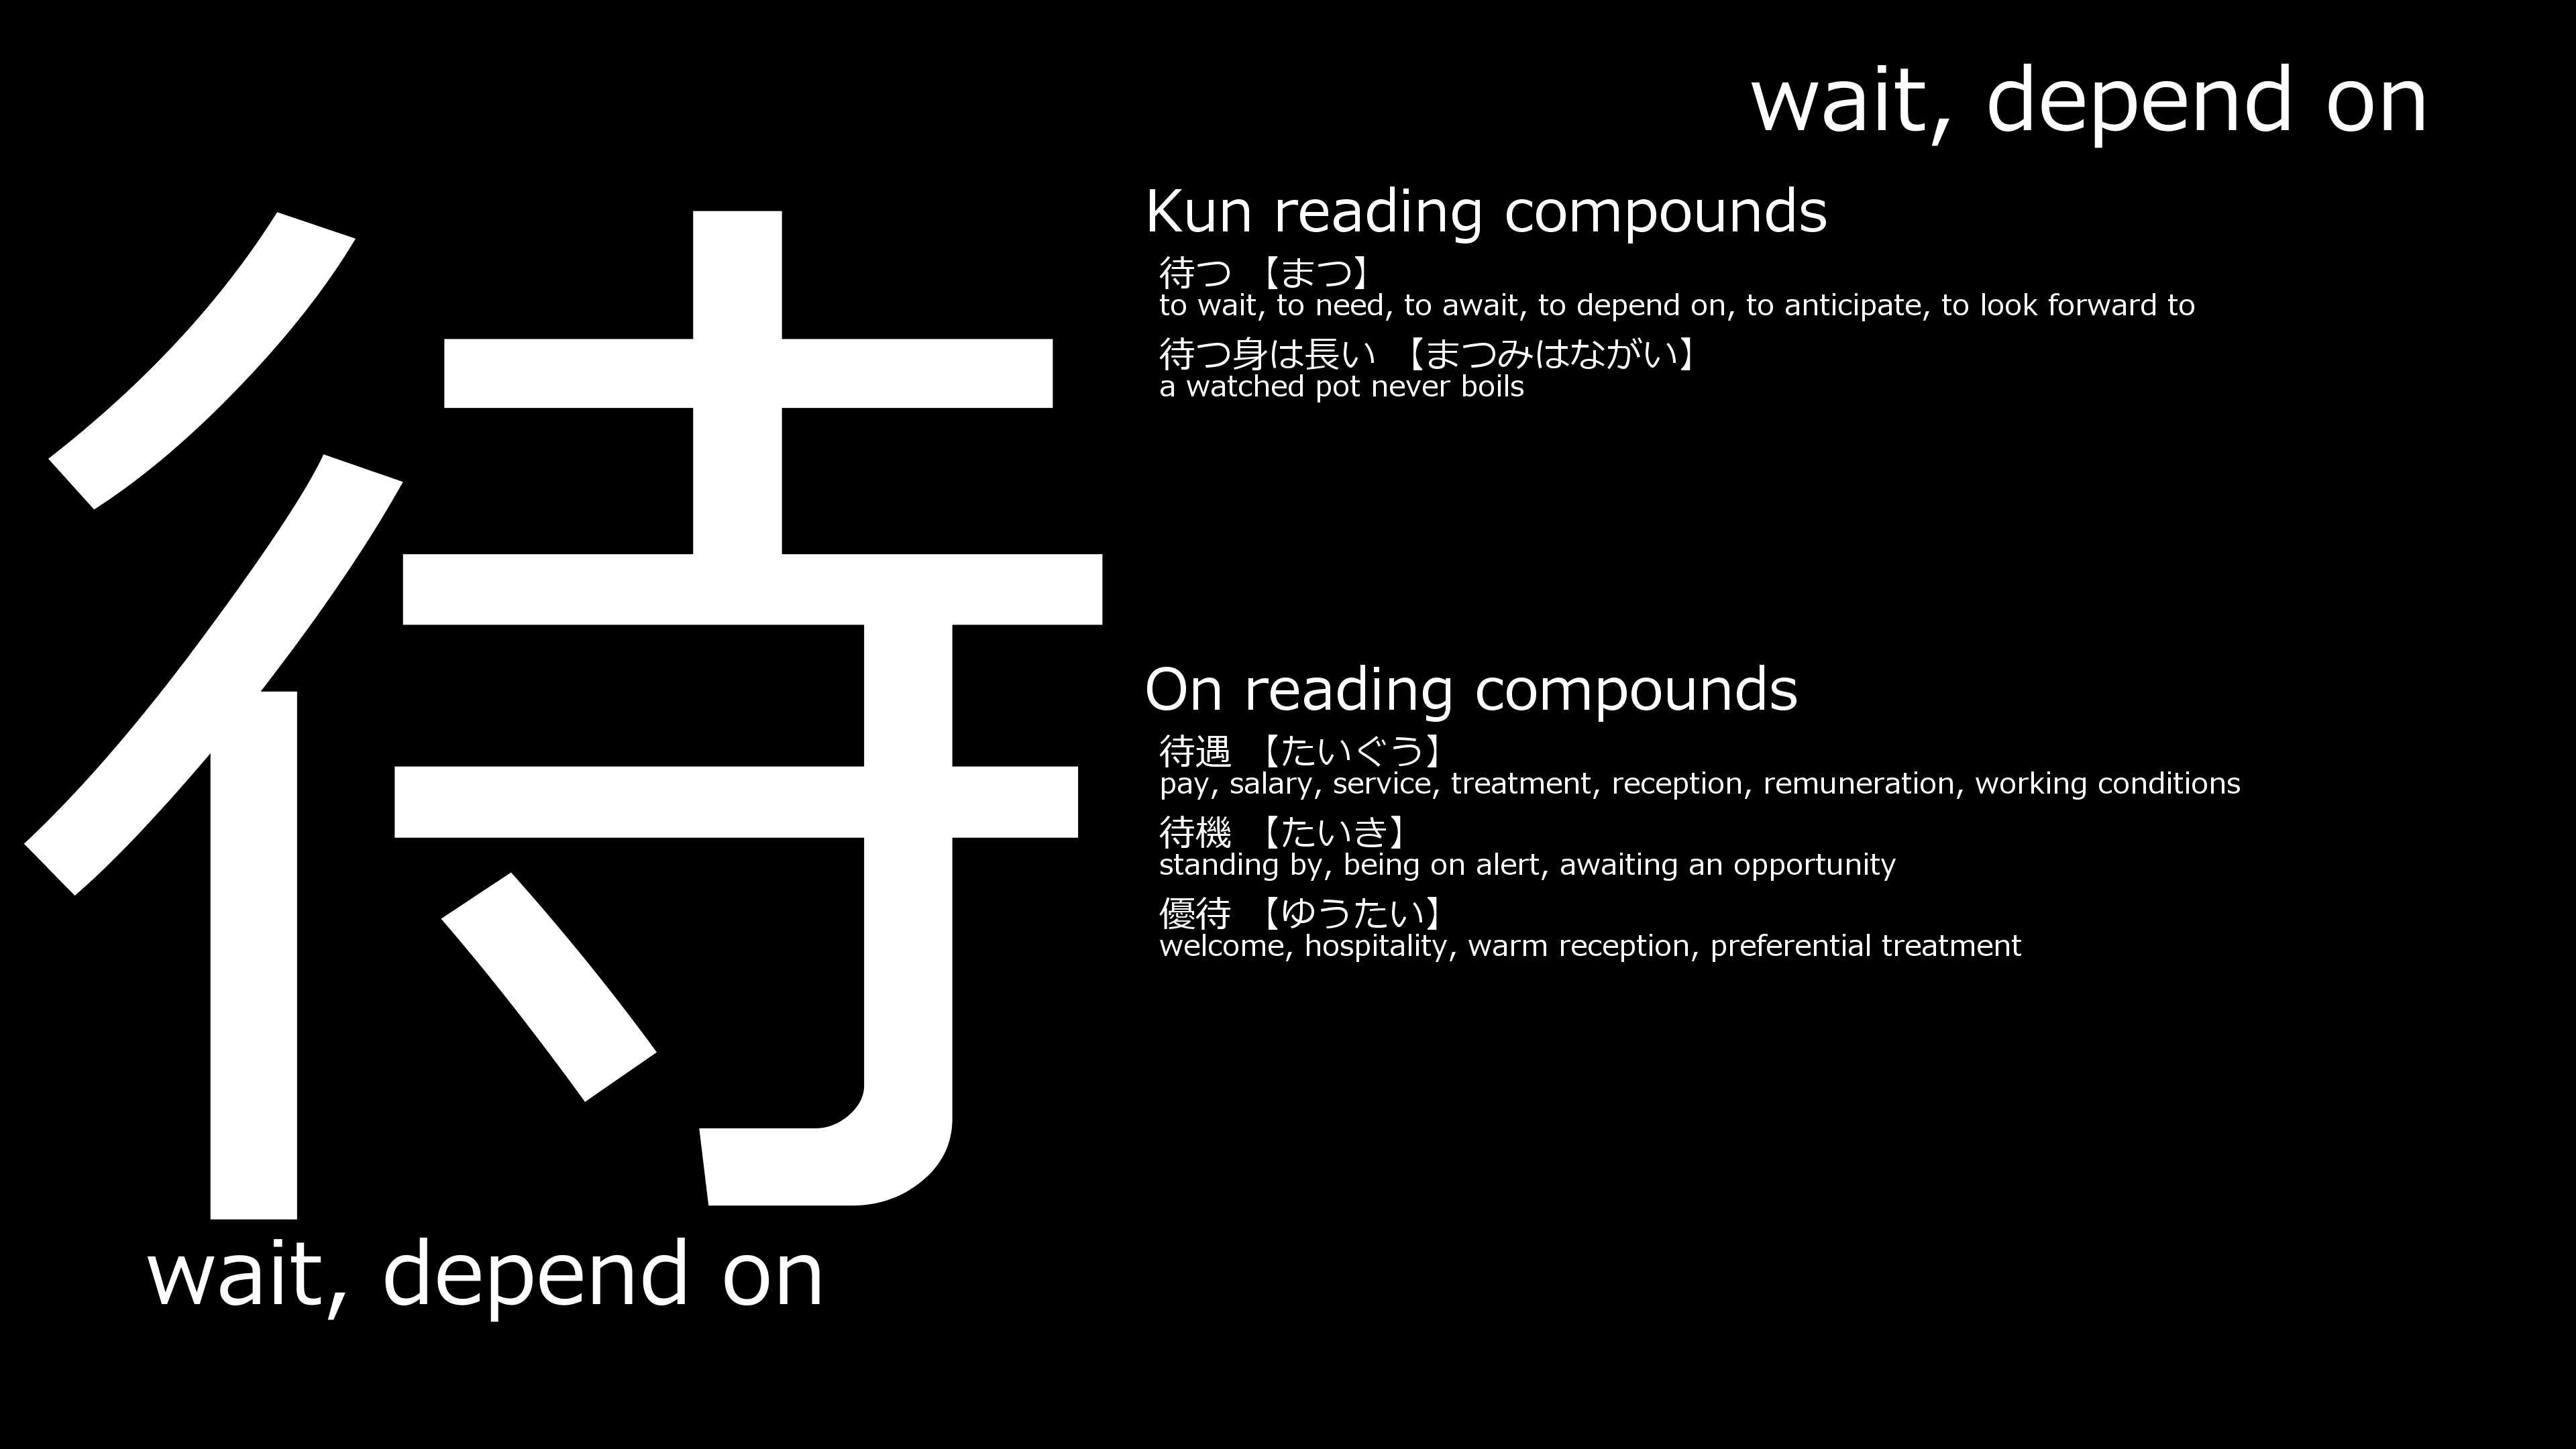 待
wait, depend on
wait, depend on
Kun reading compounds
待つ 【まつ】
to wait, to need, to await, to depend on, to anticipate, to look forward to
待つ身は長い 【まつみはながい】
a watched pot never boils
On reading compounds
待遇 【たいぐう】
pay, salary, service, treatment, reception, remuneration, working conditions
待機 【たいき】
standing by, being on alert, awaiting an opportunity
優待 【ゆうたい】
welcome, hospitality, warm reception, preferential treatment